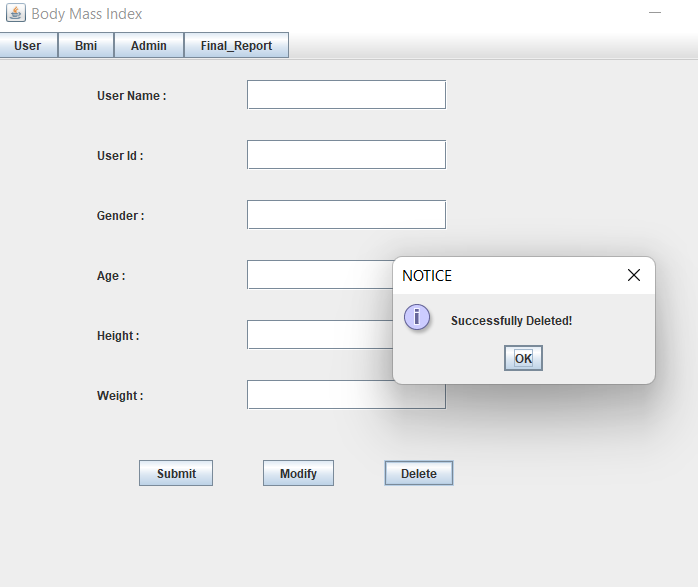 Body Mass Index
User Bmi Admin Final_Report
User Name :
User Id :
Gender :
Age :
NOTICE
Successfully Deleted!
OK
Height :
Weight :
Submit Modify Delete